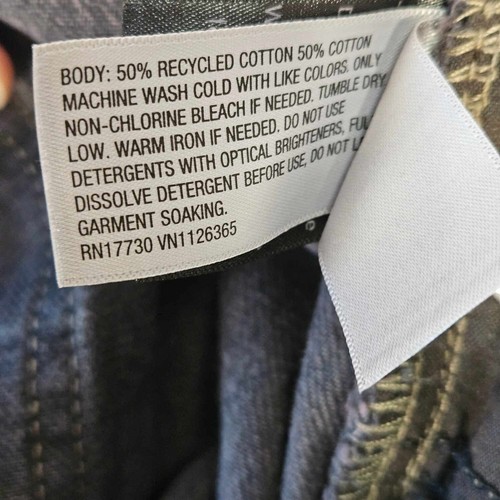 BODY: 50% RECYCLED COTTON 50% COTTON
MACHINE WASH COLD WITH LIKE COLORS. ONLY
NON-CHLORINE BLEACH IF NEEDED. TUMBLE DRY
LOW. WARM IRON IF NEEDED. DO NOT USE
DETERGENTS WITH OPTICAL BRIGHTENERS,
DISSOLVE DETERGENT BEFORE USE, DO NOT
GARMENT SOAKING.
RN17730 VN1126365